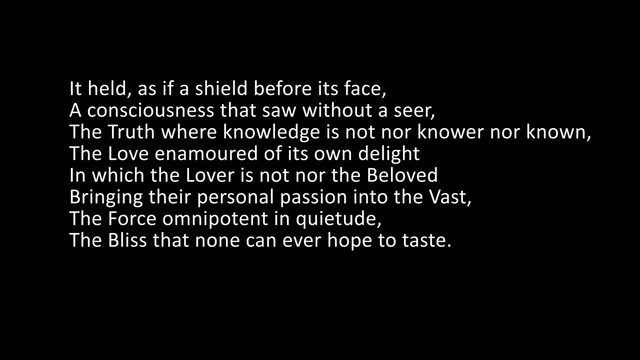 It held, as if a shield before its face,
A consciousness that saw without a seer,
The Truth where knowledge is not nor knower nor known,
The Love enamoured of its own delight
In which the Lover is not nor the Beloved
Bringing their personal passion into the Vast,
The Force omnipotent in quietude,
The Bliss that none can ever hope to taste.